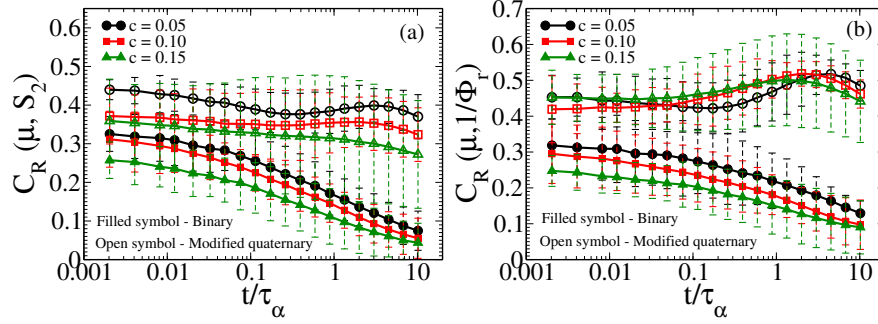 (a)
c = 0.05
c = 0.10
c = 0.15
C_R (μ, S_2)
0.6
0.5
0.4
0.3
0.2
0.1
0
Filled symbol - Binary
Open symbol - Modified quaternary
0.001 0.01 0.1 1 10
t/τ_α
(b)
c = 0.05
c = 0.10
c = 0.15
C_R (μ,1/Φ_r)
0.7
0.6
0.5
0.4
0.3
0.2
0.1
0
Filled symbol - Binary
Open symbol - Modified quaternary
0.001 0.01 0.1 1 10
t/τ_α